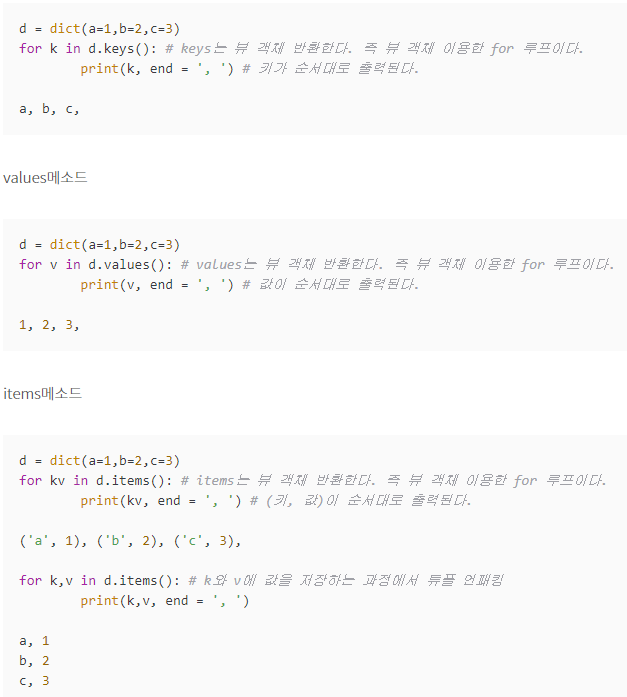 d = dict(a=1,b=2,c=3)
for k in d.keys(): # keys는 뷰 객체 반환한다. 즉 뷰 객체 이용한 for 루프이다.
        print(k, end = ', ') # 키가 순서대로 출력된다.
a, b, c,
values메소드
d = dict(a=1,b=2,c=3)
for v in d.values(): # values는 뷰 객체 반환한다. 즉 뷰 객체 이용한 for 루프이다.
        print(v, end = ', ') # 값이 순서대로 출력된다.
1, 2, 3,
items메소드
d = dict(a=1,b=2,c=3)
for kv in d.items(): # items는 뷰 객체 반환한다. 즉 뷰 객체 이용한 for 루프이다.
        print(kv, end = ', ') # (키, 값)이 순서대로 출력된다.
('a', 1), ('b', 2), ('c', 3),
for k,v in d.items(): # k와 v에 값을 저장하는 과정에서 튜플 언패킹
        print(k,v, end = ', ')
a, 1
b, 2
c, 3